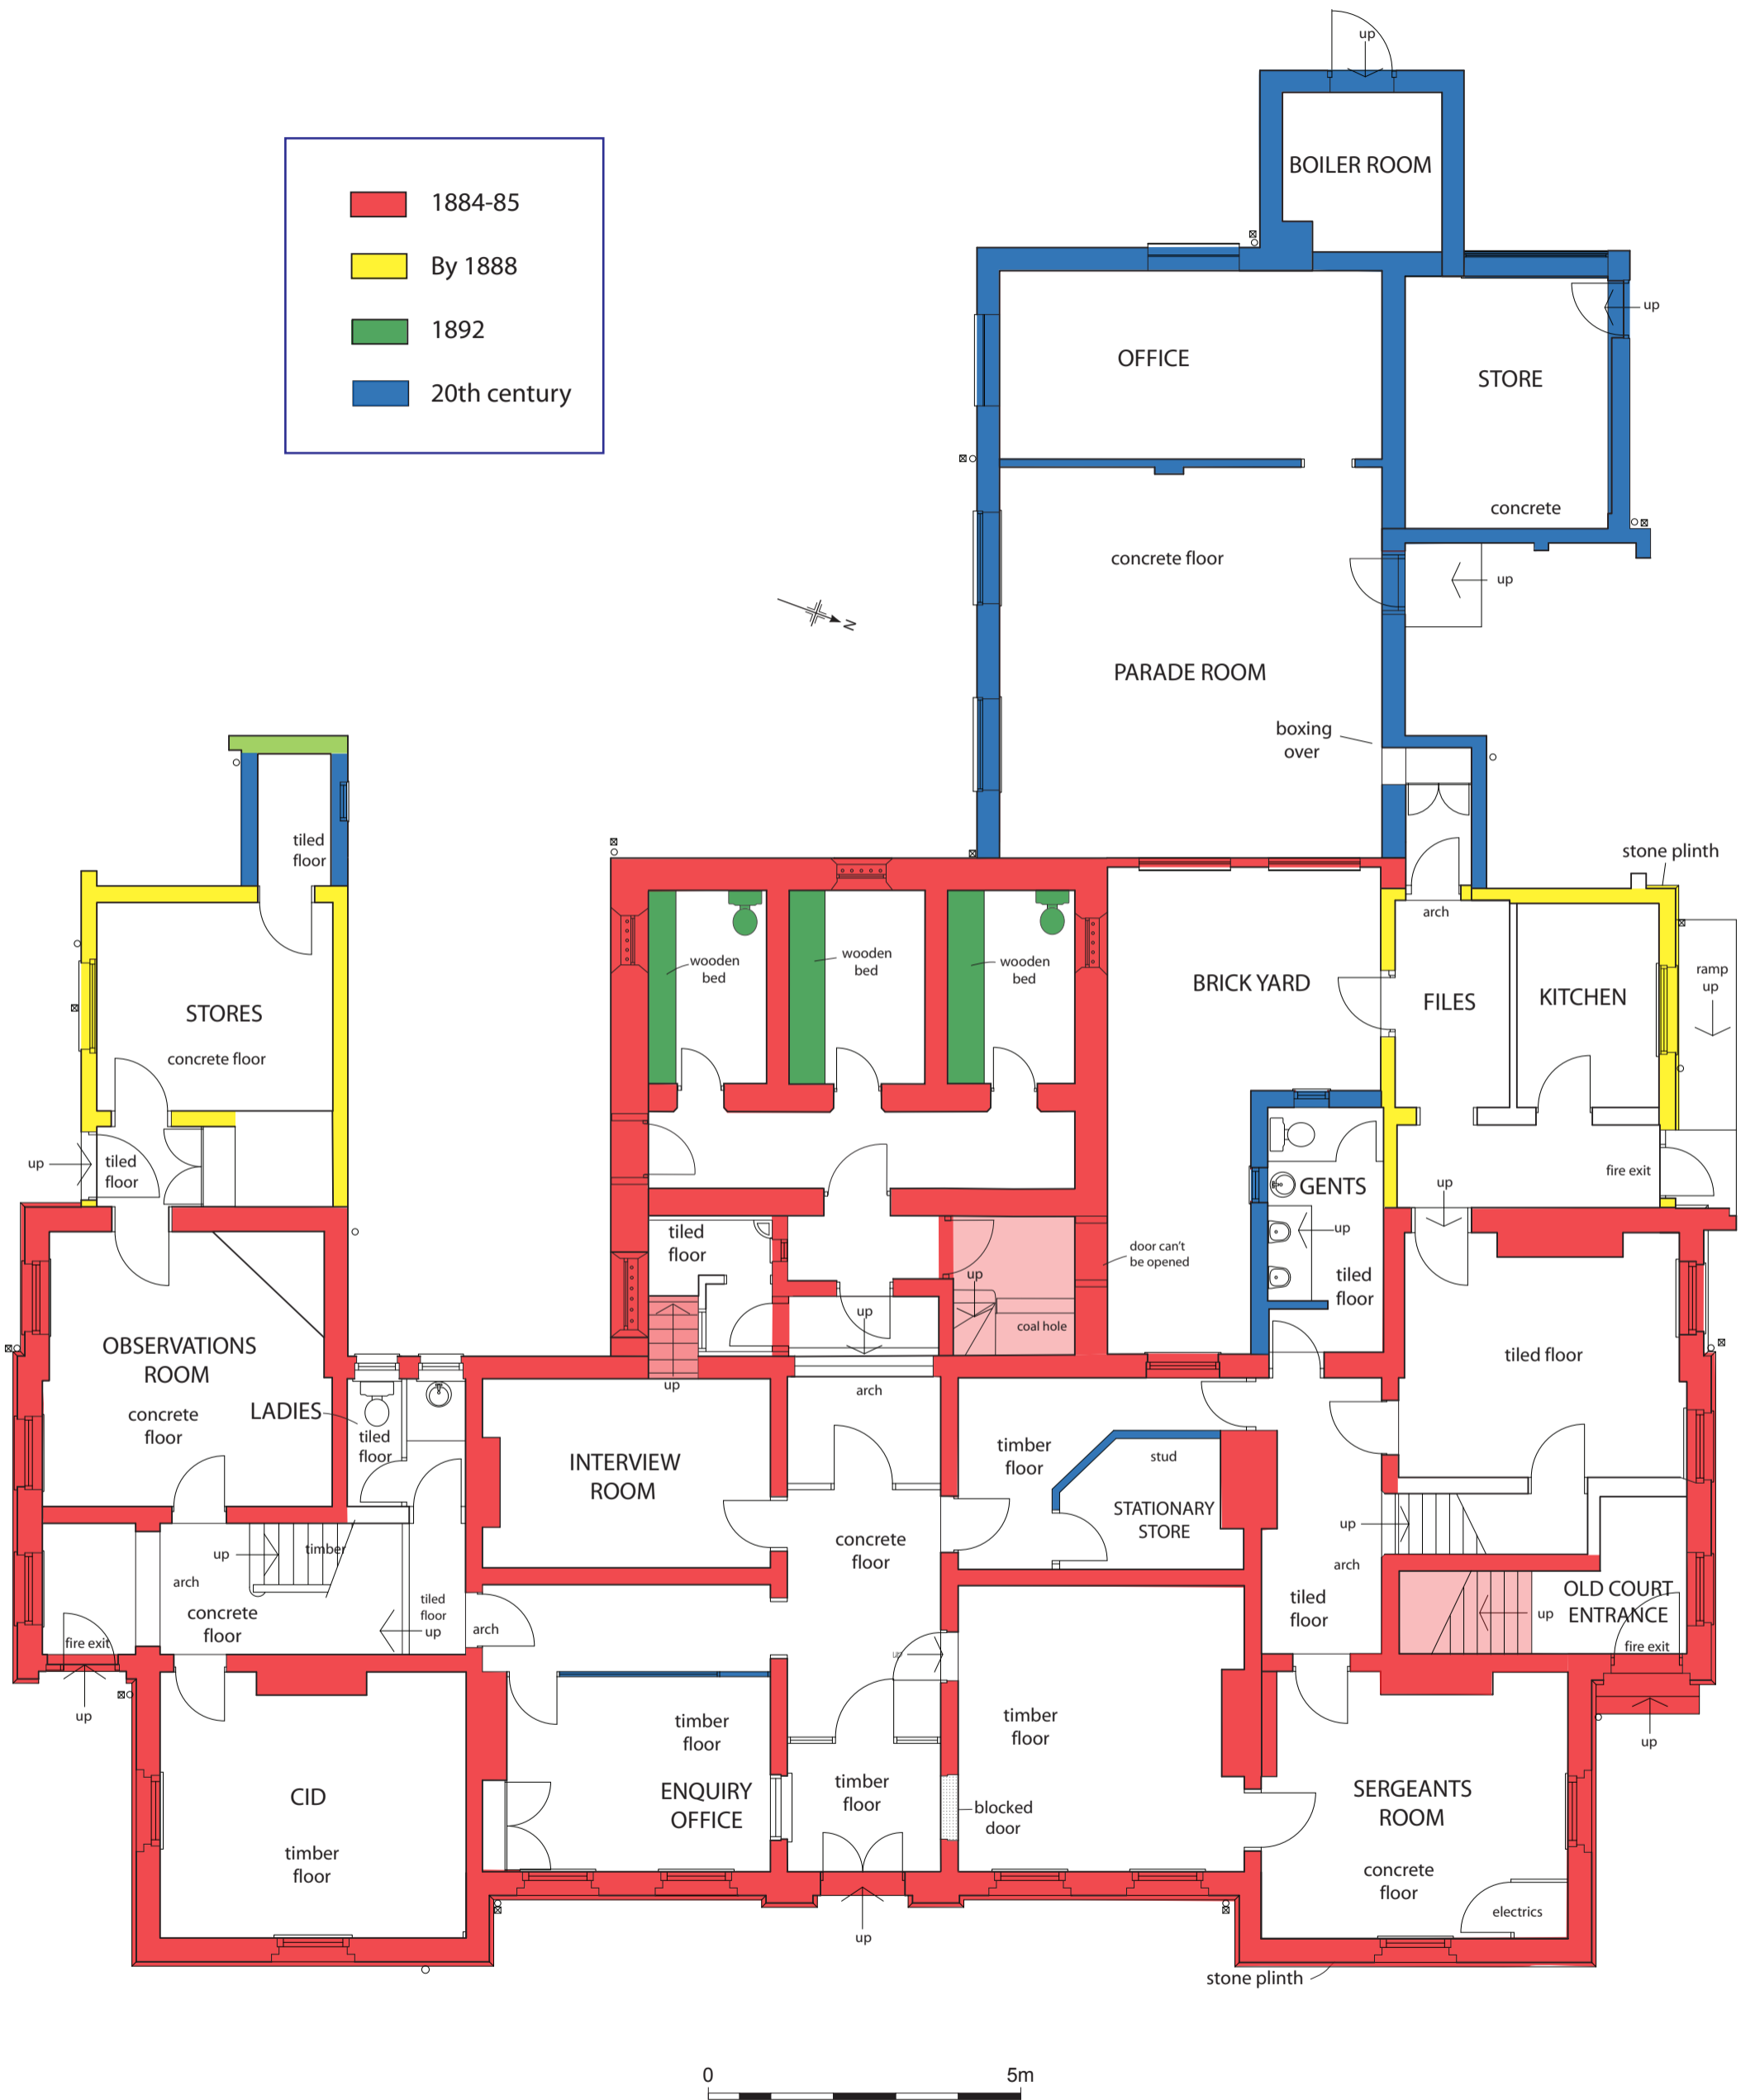 up
BOILER ROOM
1884-85
By 1888
1892
20th century
OFFICE
STORE
up
concrete
concrete floor
up
N
PARADE ROOM
boxing
over
tiled
floor
stone plinth
arch
wooden
bed
wooden
bed
wooden
bed
BRICK YARD
FILES
KITCHEN
ramp
up
STORES
concrete floor
up
tiled
floor
fire exit
up
GENTS
up
tiled
floor
door can't
be opened
tiled
floor
up
up
coal hole
OBSERVATIONS
ROOM
concrete
floor
LADIES
tiled
floor
up
arch
tiled floor
INTERVIEW
ROOM
timber
floor
stud
STATIONARY
STORE
concrete
floor
up
timber
up
arch
arch
concrete
floor
tiled
floor
up
arch
tiled
floor
OLD COURT
ENTRANCE
up
fire exit
fire exit
up
up
up
timber
floor
timber
floor
CID
timber
floor
ENQUIRY
OFFICE
timber
floor
blocked
door
SERGEANTS
ROOM
concrete
floor
electrics
up
stone plinth
0 5m